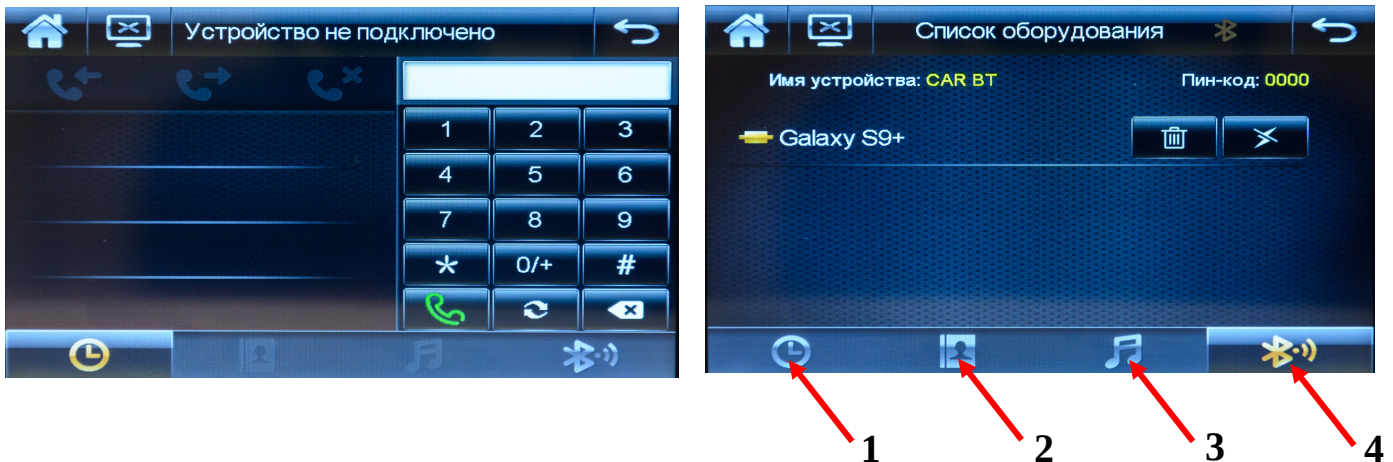 Устройство не подключено
1 2 3
4 5 6
7 8 9
* 0/+ #
Список оборудования
Имя устройства: CAR BT Пин-код: 0000
Galaxy S9+
1 2 3 4